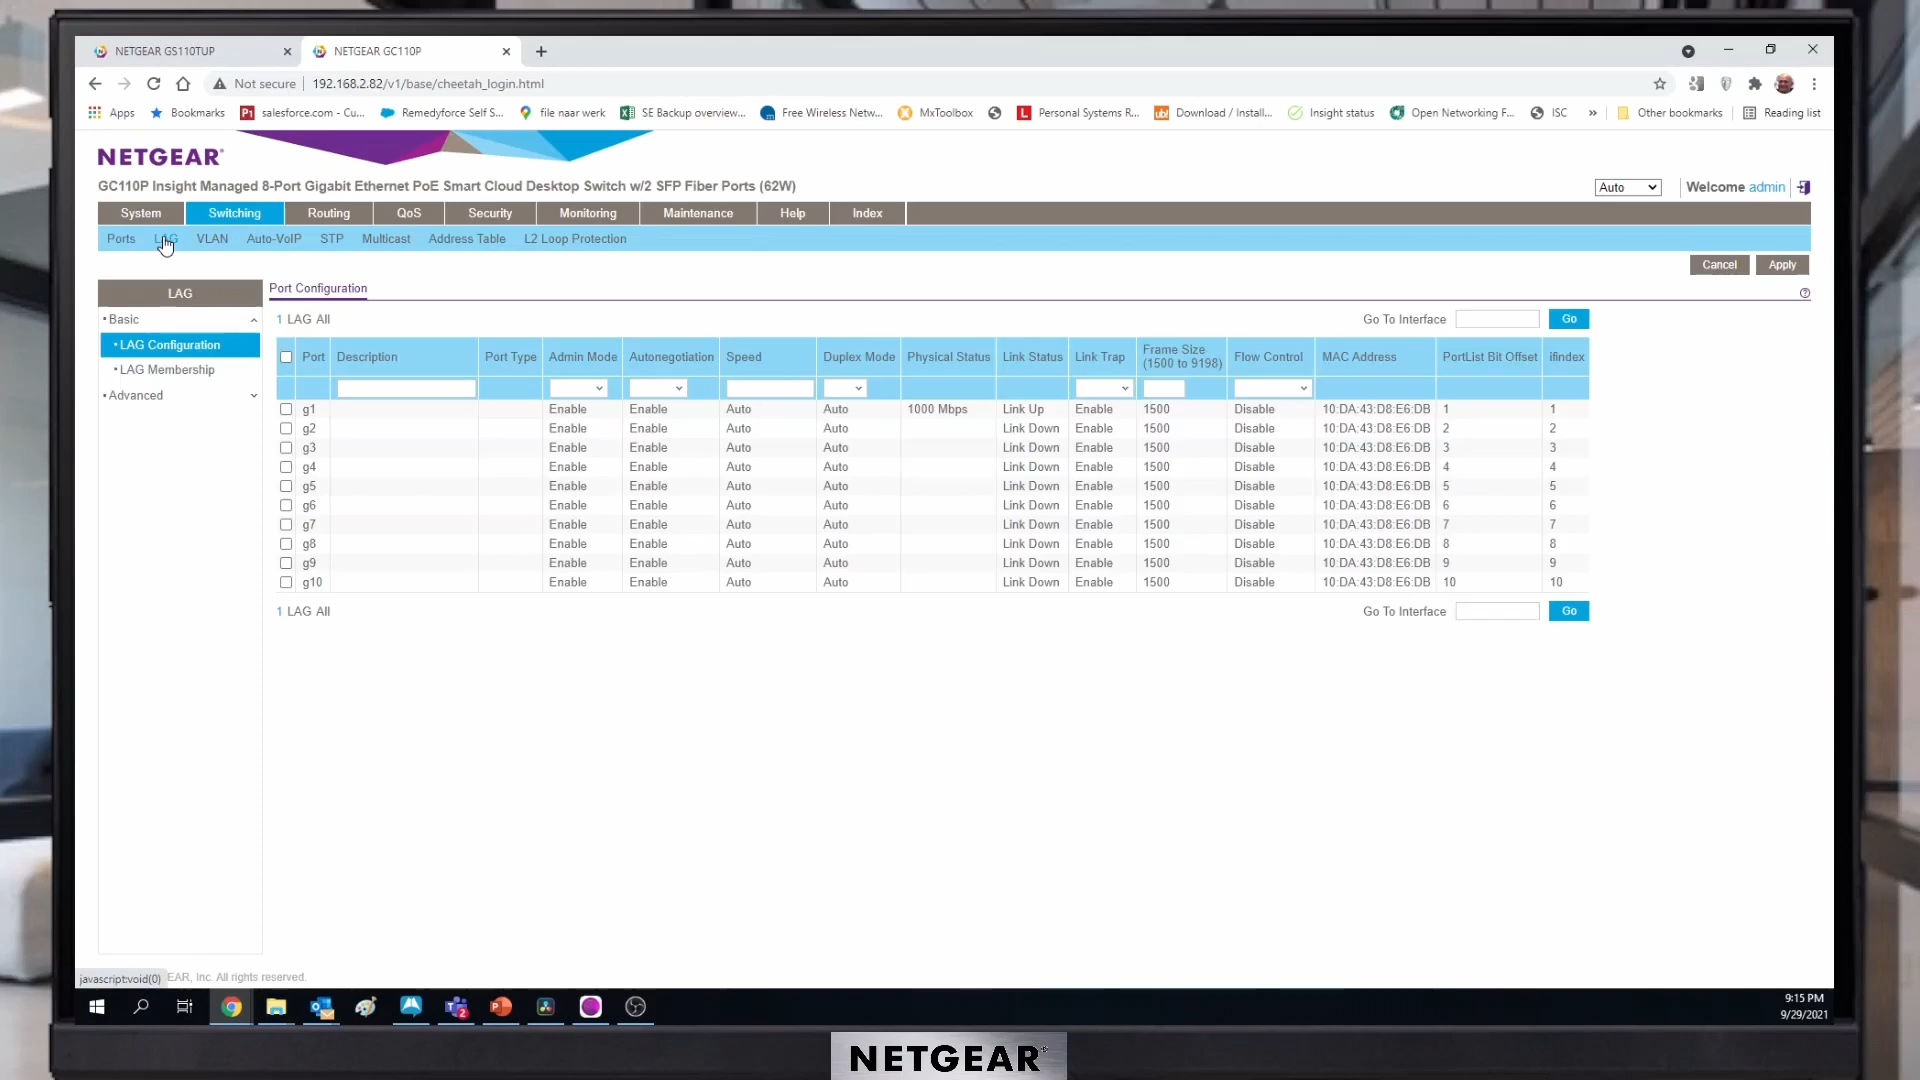 NETGEAR GS110TUP
NETGEAR GC110P
Not secure 192.168.2.82/v1/base/cheetah_login.html
Apps Bookmarks salesforce.com - Cu... Remedyforce Self S... file naar werk SE Backup overview... Free Wireless Netw... MxToolbox Personal Systems R... Download / Install... Insight status Open Networking F... ISC » Other bookmarks Reading list
NETGEAR
GC110P Insight Managed 8-Port Gigabit Ethernet PoE Smart Cloud Desktop Switch w/2 SFP Fiber Ports (62W)
Auto Welcome admin
System Switching Routing QoS Security Monitoring Maintenance Help Index
Ports LAG VLAN Auto-VoIP STP Multicast Address Table L2 Loop Protection
Cancel Apply
LAG
Basic
LAG Configuration
LAG Membership
Advanced
Port Configuration
1 LAG All Go To Interface Go
Port Description Port Type Admin Mode Autonegotiation Speed Duplex Mode Physical Status Link Status Link Trap Frame Size (1500 to 9198) Flow Control MAC Address PortList Bit Offset ifindex
g1 Enable Enable Auto Auto 1000 Mbps Link Up Enable 1500 Disable 10:DA:43:D8:E6:DB 1 1
g2 Enable Enable Auto Auto Link Down Enable 1500 Disable 10:DA:43:D8:E6:DB 2 2
g3 Enable Enable Auto Auto Link Down Enable 1500 Disable 10:DA:43:D8:E6:DB 3 3
g4 Enable Enable Auto Auto Link Down Enable 1500 Disable 10:DA:43:D8:E6:DB 4 4
g5 Enable Enable Auto Auto Link Down Enable 1500 Disable 10:DA:43:D8:E6:DB 5 5
g6 Enable Enable Auto Auto Link Down Enable 1500 Disable 10:DA:43:D8:E6:DB 6 6
g7 Enable Enable Auto Auto Link Down Enable 1500 Disable 10:DA:43:D8:E6:DB 7 7
g8 Enable Enable Auto Auto Link Down Enable 1500 Disable 10:DA:43:D8:E6:DB 8 8
g9 Enable Enable Auto Auto Link Down Enable 1500 Disable 10:DA:43:D8:E6:DB 9 9
g10 Enable Enable Auto Auto Link Down Enable 1500 Disable 10:DA:43:D8:E6:DB 10 10
1 LAG All Go To Interface Go
javascript:void(0) EAR, Inc. All rights reserved.
9:15 PM
9/29/2021
NETGEAR